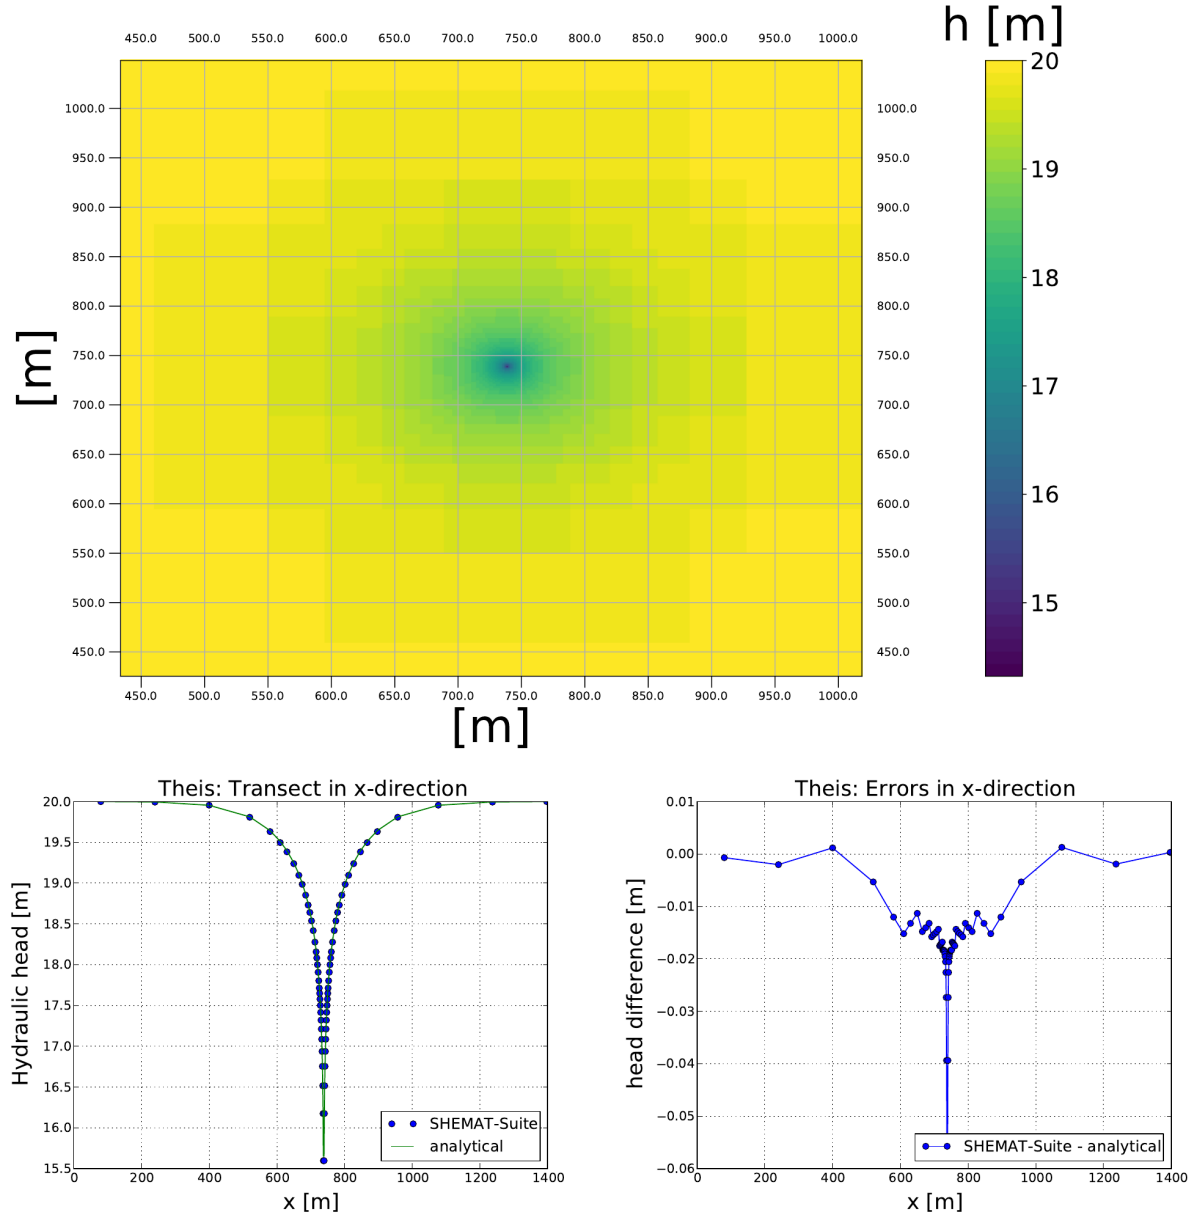 h [m]
450.0 500.0 550.0 600.0 650.0 700.0 750.0 800.0 850.0 900.0 950.0 1000.0
20
19
18
17
16
15
1000.0 1000.0
950.0 950.0
900.0 900.0
850.0 850.0
800.0 800.0
750.0 750.0
700.0 700.0
650.0 650.0
600.0 600.0
550.0 550.0
500.0 500.0
450.0 450.0
[m]
450.0 500.0 550.0 600.0 650.0 700.0 750.0 800.0 850.0 900.0 950.0 1000.0
[m]
Theis: Transect in x-direction
20.0
19.5
19.0
18.5
18.0
17.5
17.0
16.5
16.0
15.5
Hydraulic head [m]
SHEMAT-Suite
analytical
0 200 400 600 800 1000 1200 1400
x [m]
Theis: Errors in x-direction
0.01
0.00
−0.01
−0.02
−0.03
−0.04
−0.05
−0.06
head difference [m]
SHEMAT-Suite - analytical
0 200 400 600 800 1000 1200 1400
x [m]